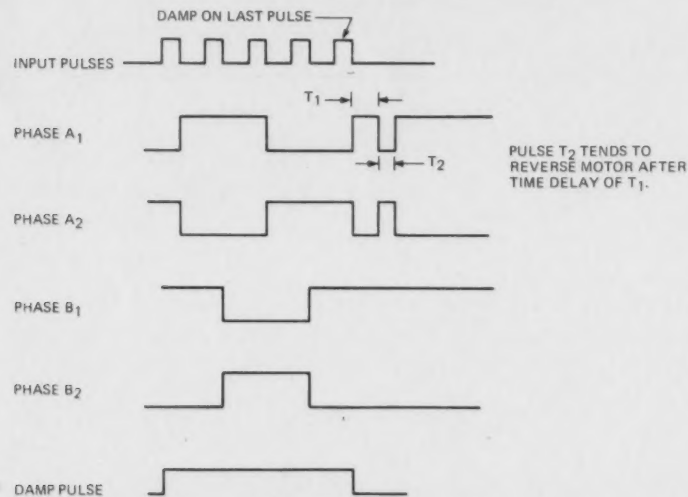 DAMP ON LAST PULSE
INPUT PULSES
T1
PHASE A1
T2
PULSE T2 TENDS TO
REVERSE MOTOR AFTER
TIME DELAY OF T1.
PHASE A2
PHASE B1
PHASE B2
DAMP PULSE